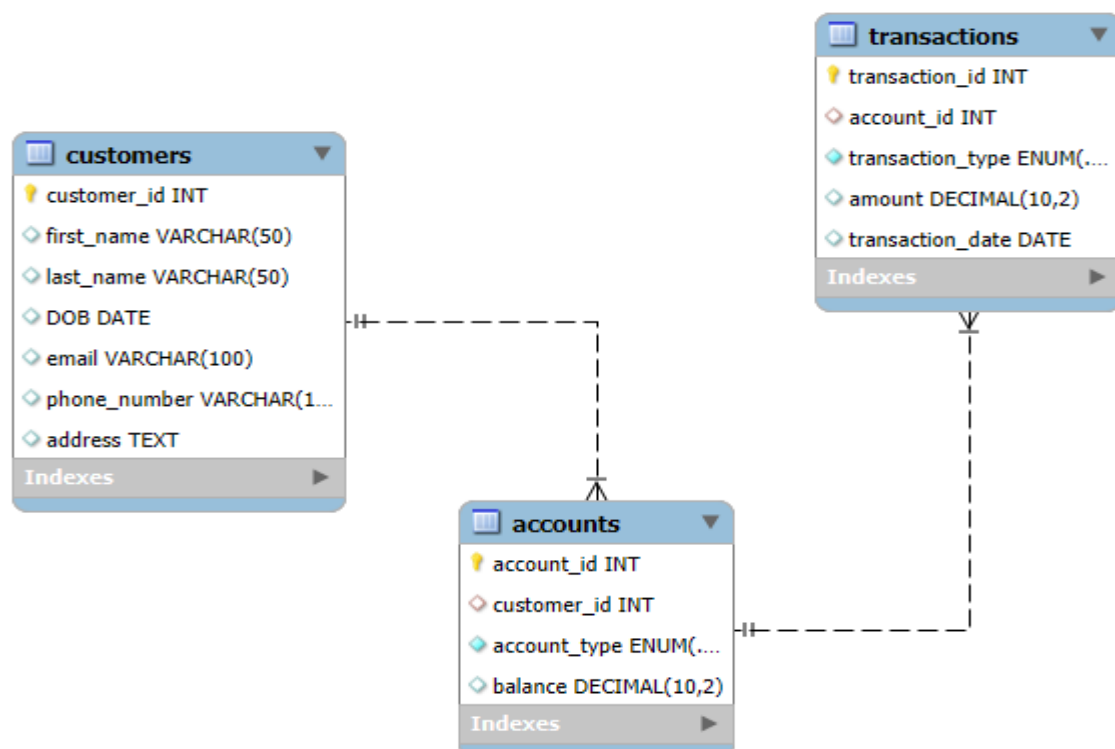 customers
customer_id INT
first_name VARCHAR(50)
last_name VARCHAR(50)
DOB DATE
email VARCHAR(100)
phone_number VARCHAR(1...
address TEXT
Indexes
transactions
transaction_id INT
account_id INT
transaction_type ENUM(....
amount DECIMAL(10,2)
transaction_date DATE
Indexes
accounts
account_id INT
customer_id INT
account_type ENUM(....
balance DECIMAL(10,2)
Indexes